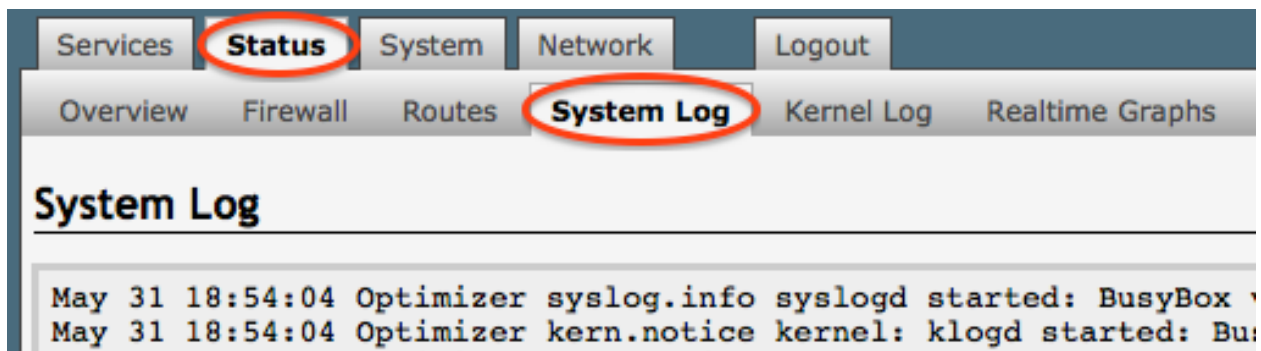 Services Status System Network Logout
Overview Firewall Routes System Log Kernel Log Realtime Graphs
System Log
May 31 18:54:04 Optimizer syslog.info syslogd started: BusyBox
May 31 18:54:04 Optimizer kern.notice kernel: klogd started: